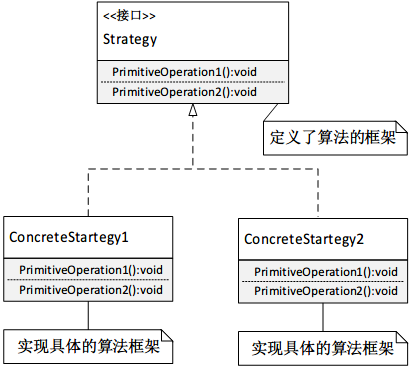 <<接口>>
Strategy
PrimitiveOperation1():void
PrimitiveOperation2():void
定义了算法的框架
ConcreteStartegy1
PrimitiveOperation1():void
PrimitiveOperation2():void
实现具体的算法框架
ConcreteStartegy2
PrimitiveOperation1():void
PrimitiveOperation2():void
实现具体的算法框架